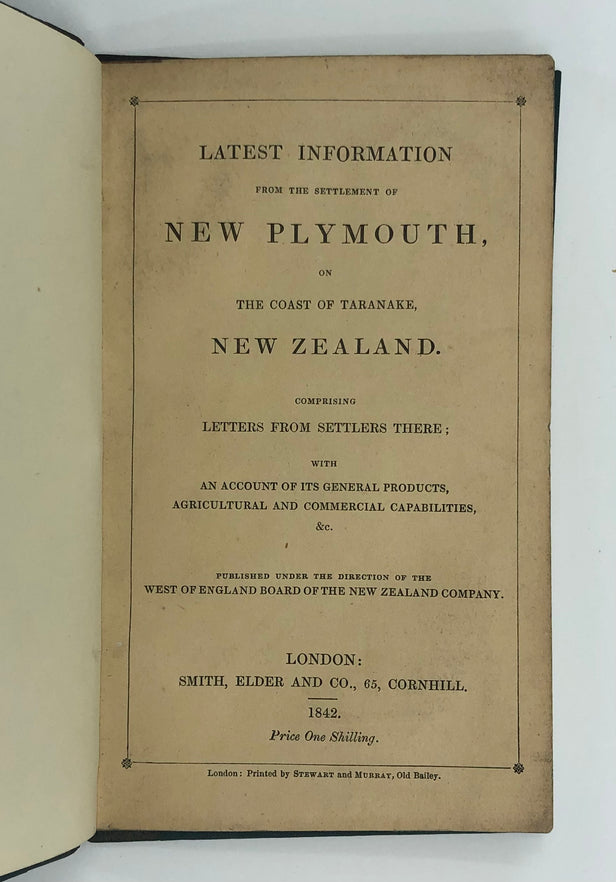 LATEST INFORMATION
FROM THE SETTLEMENT OF
NEW PLYMOUTH,
ON
THE COAST OF TARANAKE,
NEW ZEALAND.
COMPRISING
LETTERS FROM SETTLERS THERE;
WITH
AN ACCOUNT OF ITS GENERAL PRODUCTS,
AGRICULTURAL AND COMMERCIAL CAPABILITIES,
&c.
PUBLISHED UNDER THE DIRECTION OF THE
WEST OF ENGLAND BOARD OF THE NEW ZEALAND COMPANY.
LONDON:
SMITH, ELDER AND CO., 65, CORNHILL.
1842.
Price One Shilling.
London: Printed by STEWART and MURRAY, Old Bailey.